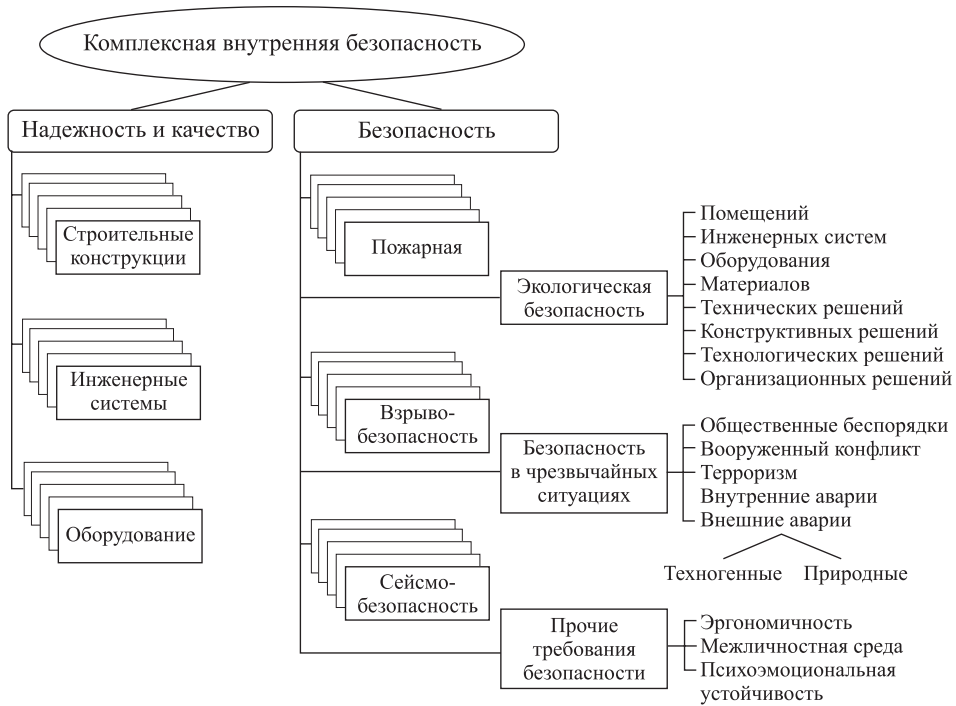 Комплексная внутренняя безопасность
Надежность и качество
Безопасность
Строительные
конструкции
Инженерные
системы
Оборудование
Пожарная
Экологическая
безопасность
Помещений
Инженерных систем
Оборудования
Материалов
Технических решений
Конструктивных решений
Технологических решений
Организационных решений
Взрыво-
безопасность
Безопасность
в чрезвычайных
ситуациях
Общественные беспорядки
Вооруженный конфликт
Терроризм
Внутренние аварии
Внешние аварии
Техногенные
Природные
Сейсмо-
безопасность
Прочие
требования
безопасности
Эргономичность
Межличностная среда
Психоэмоциональная
устойчивость